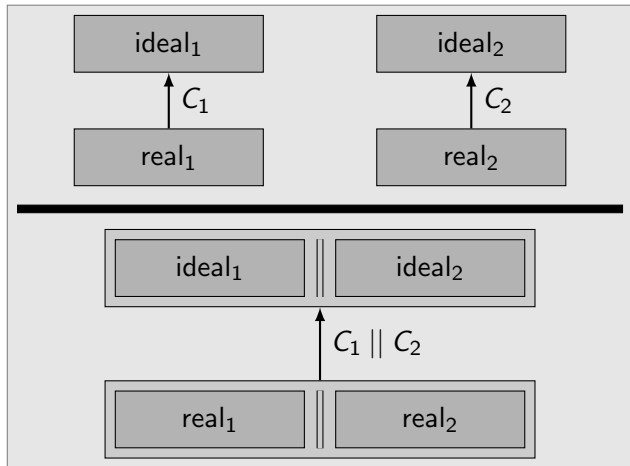 ideal₁ ideal₂
C₁ C₂
real₁ real₂
ideal₁ || ideal₂
C₁ || C₂
real₁ || real₂